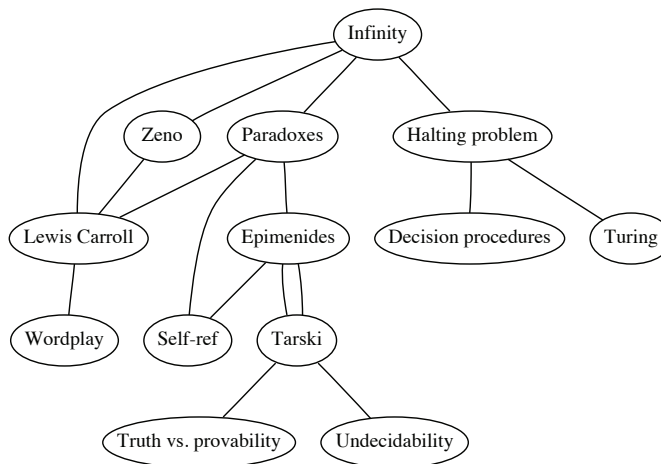 Infinity
Zeno
Paradoxes
Halting problem
Lewis Carroll
Epimenides
Decision procedures
Turing
Wordplay
Self-ref
Tarski
Truth vs. provability
Undecidability